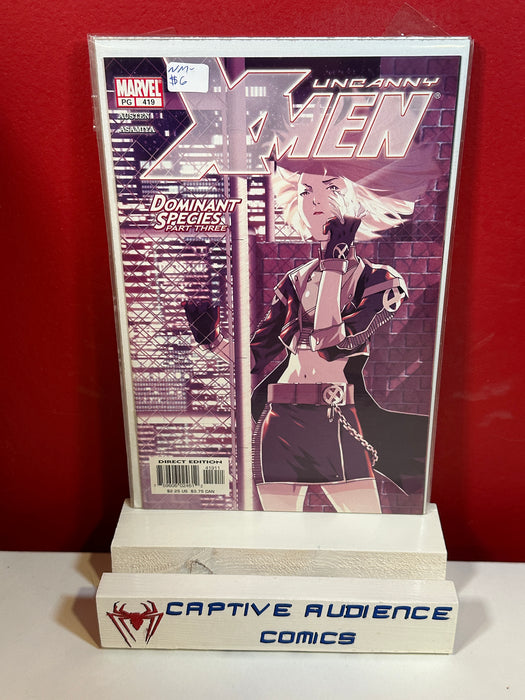 NM-
$6
MARVEL
PG 419
AUSTEN
ASAMIYA
UNCANNY
X-MEN
DOMINANT
SPECIES
PART THREE
DIRECT EDITION
41911
$2.25 US $3.75 CAN
CAPTIVE AUDIENCE
COMICS